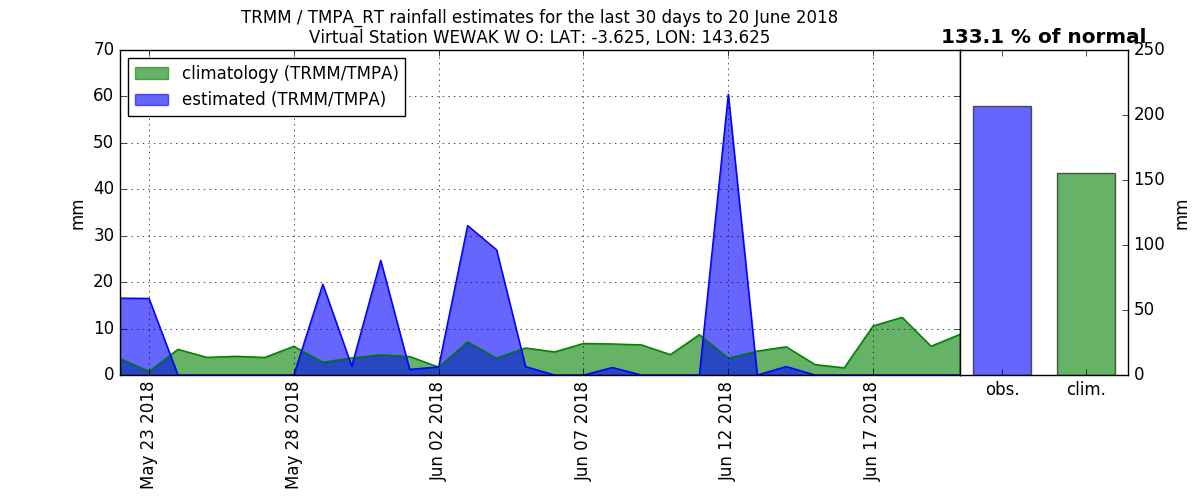 TRMM / TMPA_RT rainfall estimates for the last 30 days to 20 June 2018
Virtual Station WEWAK W O: LAT: -3.625, LON: 143.625
133.1 % of normal
climatology (TRMM/TMPA)
estimated (TRMM/TMPA)
70
60
50
40
30
20
10
0
mm
May 23 2018
May 28 2018
Jun 02 2018
Jun 07 2018
Jun 12 2018
Jun 17 2018
250
200
150
100
50
0
mm
obs.
clim.